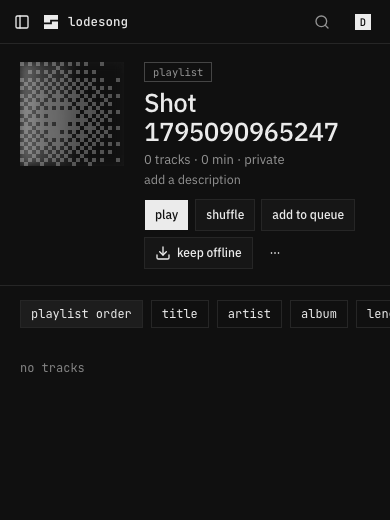 lodesong
D
playlist
Shot
1795090965247
0 tracks · 0 min · private
add a description
play
shuffle
add to queue
keep offline
···
playlist order
title
artist
album
len
no tracks